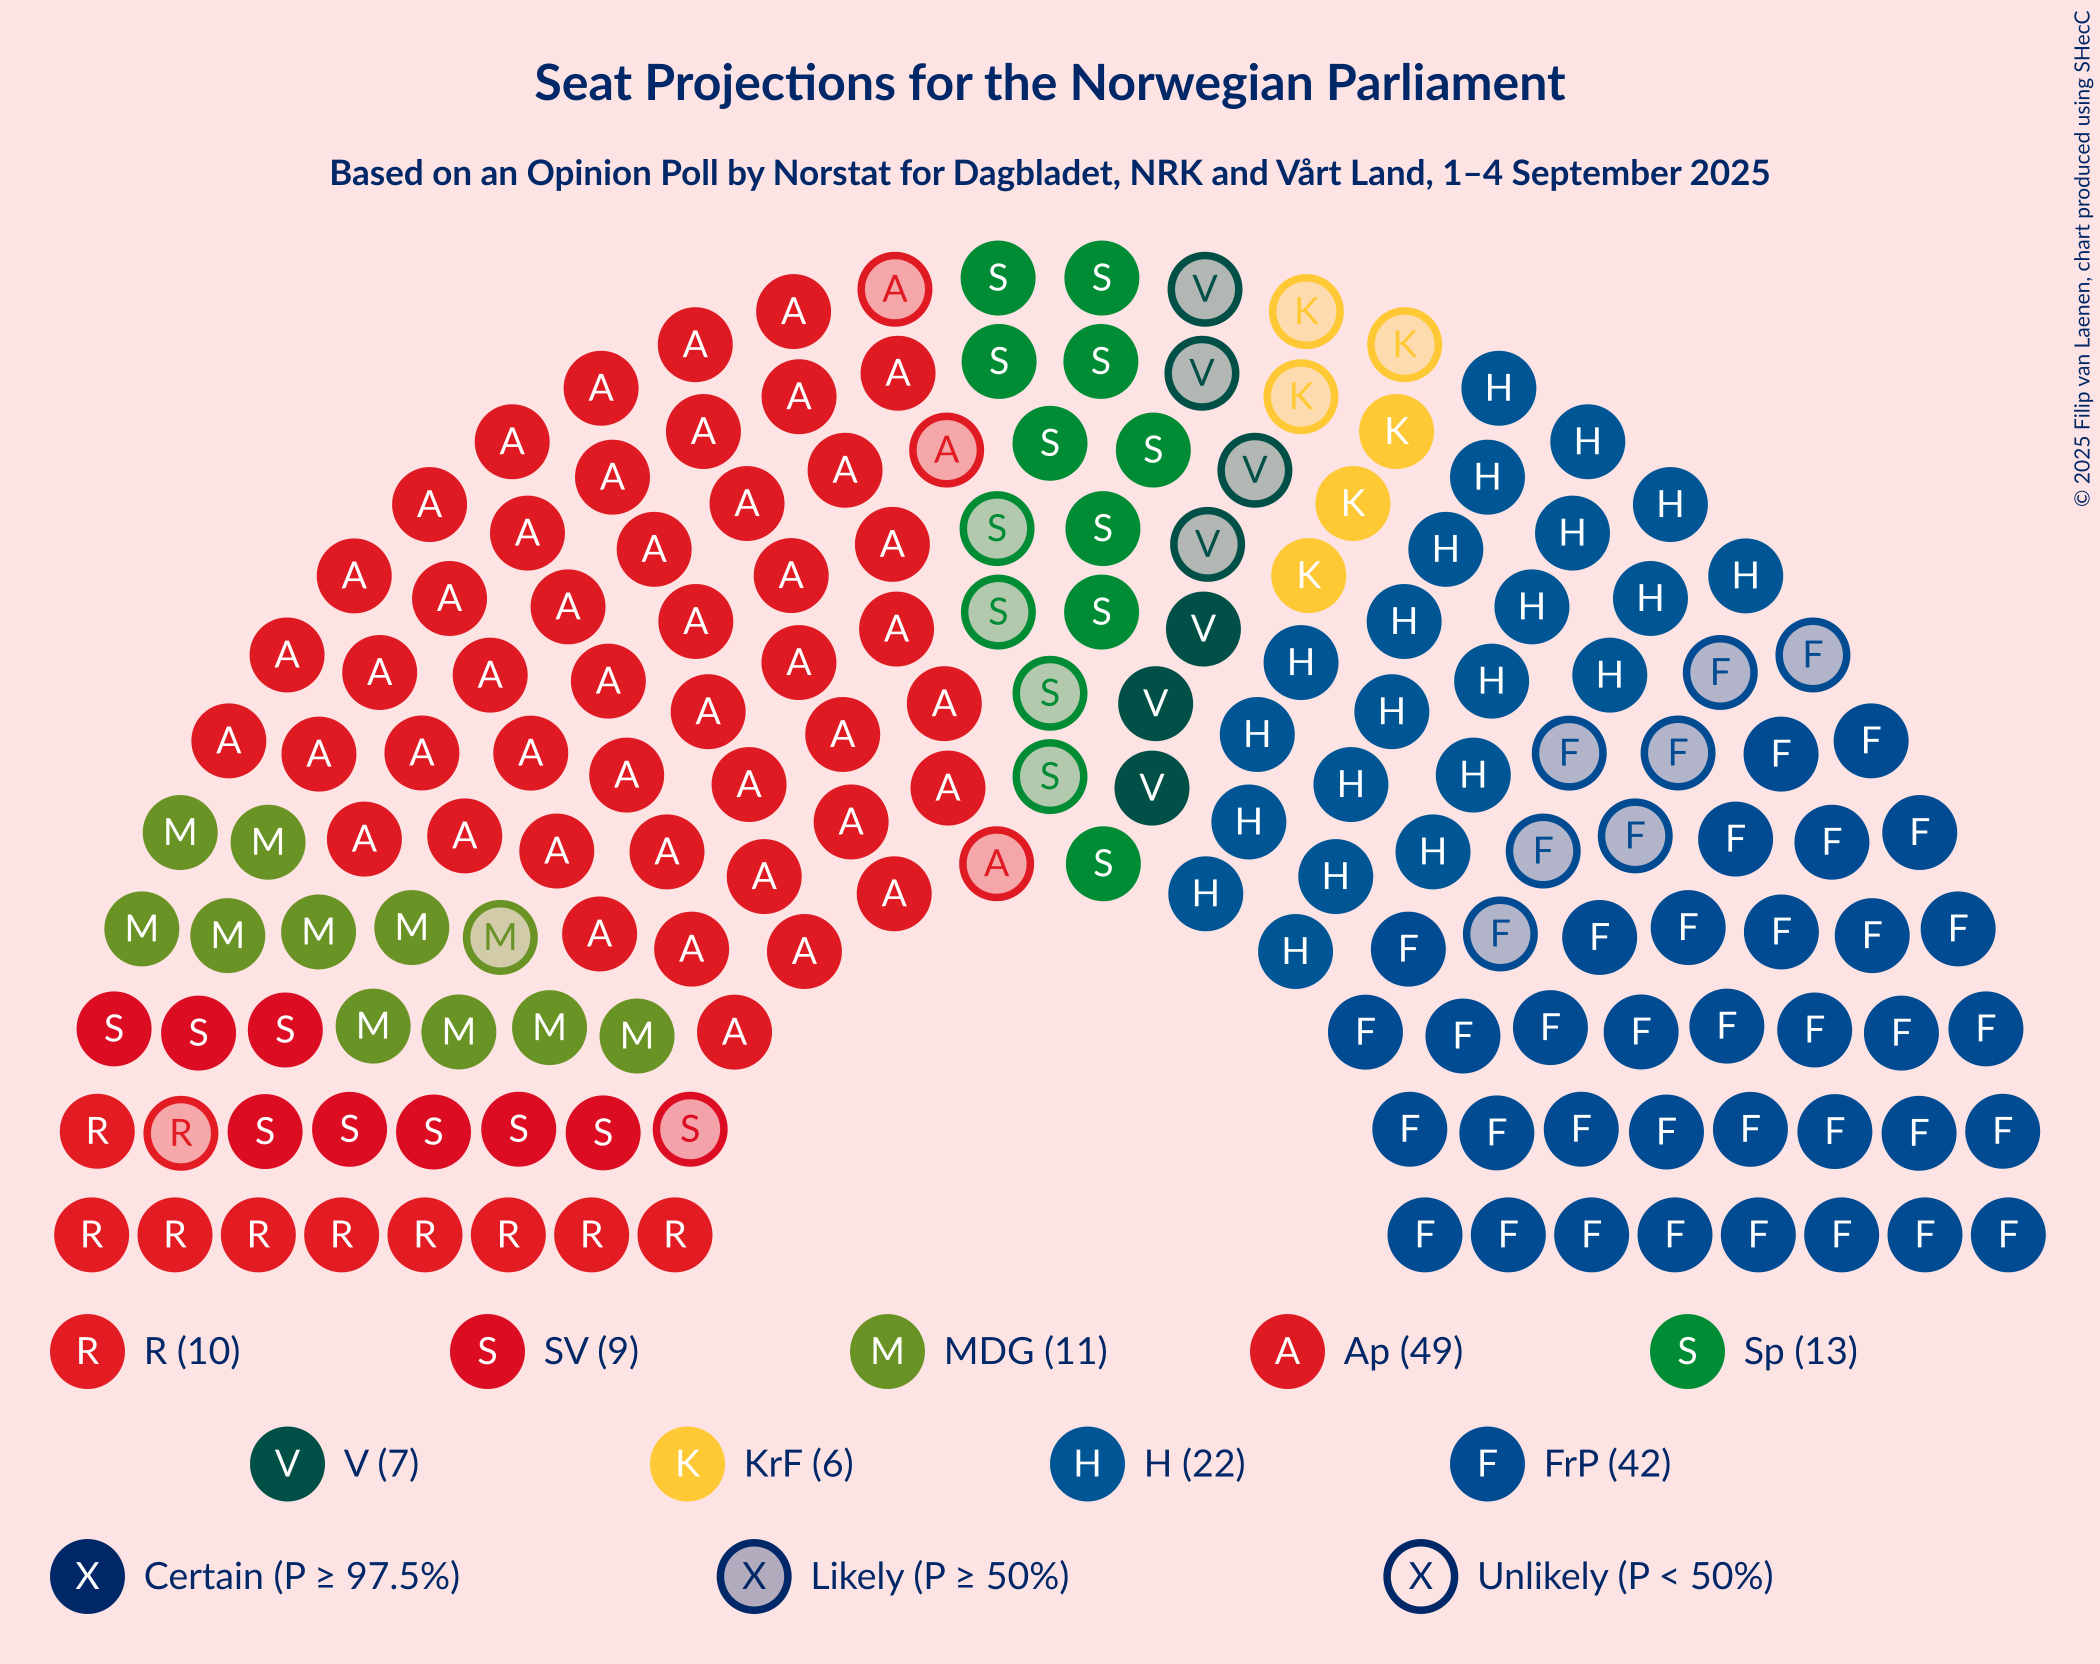 Seat Projections for the Norwegian Parliament
Based on an Opinion Poll by Norstat for Dagbladet, NRK and Vårt Land, 1–4 September 2025
© 2025 Filip van Laenen, chart produced using SHecC
S S
A V
A K
A K
A H
A A V
A S S K
A H
A A K
A S S V
A A H
A H
A A K
A H
A A H
A A S S V
A A H
A K
A S S V
A H
A A H
A A F
A A A H H H F
A A S V H H
A A H F F
A A A A A S V H H F F F F
M M A A A A A A S H H H F F F F F
A A S H H
M M M M M A A A H F F F F F F F
S S S M M M M A F F F F F F F F
R R S S S S S S F F F F F F F F
R R R R R R R R F F F F F F F F
R R (10) S SV (9) M MDG (11) A Ap (49) S Sp (13)
V V (7) K KrF (6) H H (22) F FrP (42)
X Certain (P ≥ 97.5%) X Likely (P ≥ 50%) X Unlikely (P < 50%)